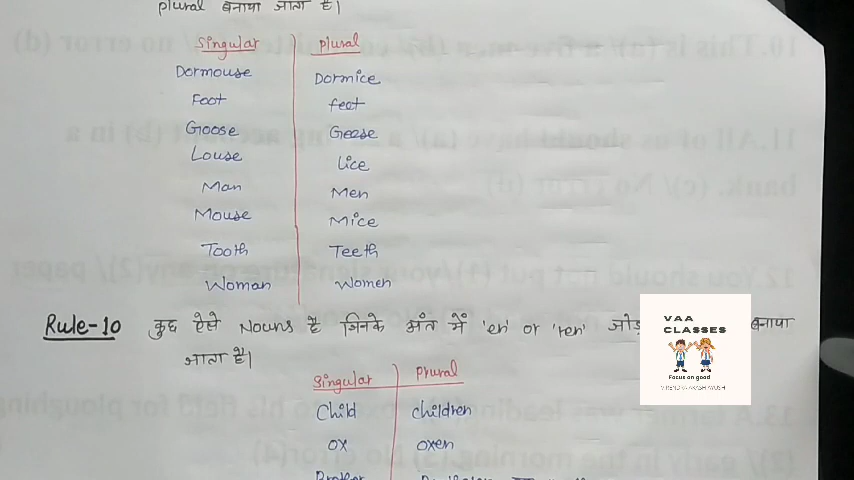 plural बनाया जाता है।
Singular Plural
Dormouse Dormice
Foot feet
Goose Geese
Louse lice
Man Men
Mouse Mice
Tooth Teeth
Woman Women
Rule-10 कुछ ऐसे Nouns है जिनके अंत में 'en' or 'ren' जोड़ बनाया
जाता है।
VAA
CLASSES
Focus on good
Singular Prural
Child children
ox oxen